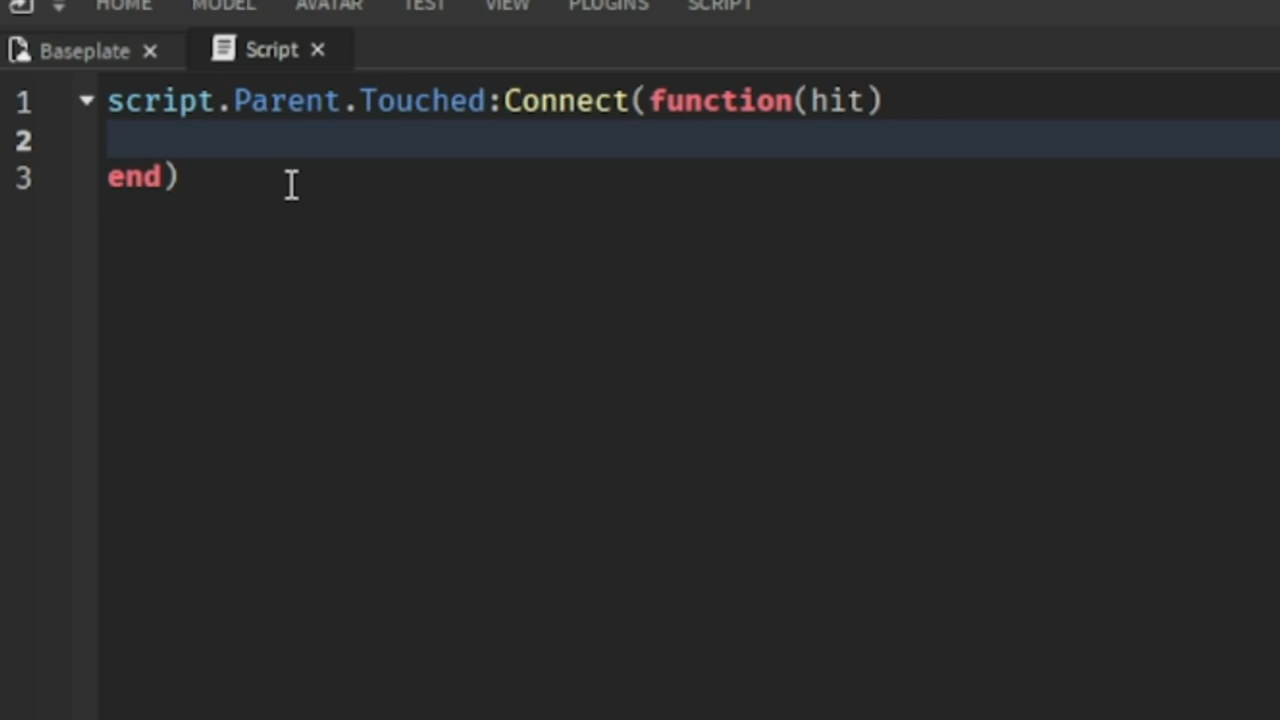 HOME MODEL AVATAR TEST VIEW PLUGINS SCRIPT
Baseplate Script
1 script.Parent.Touched:Connect(function(hit)
2
3 end)